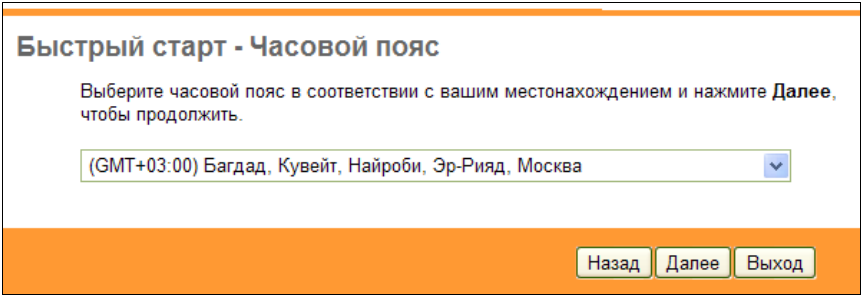 Быстрый старт - Часовой пояс
Выберите часовой пояс в соответствии с вашим местонахождением и нажмите Далее,
чтобы продолжить.
(GMT+03:00) Багдад, Кувейт, Найроби, Эр-Рияд, Москва
Назад Далее Выход